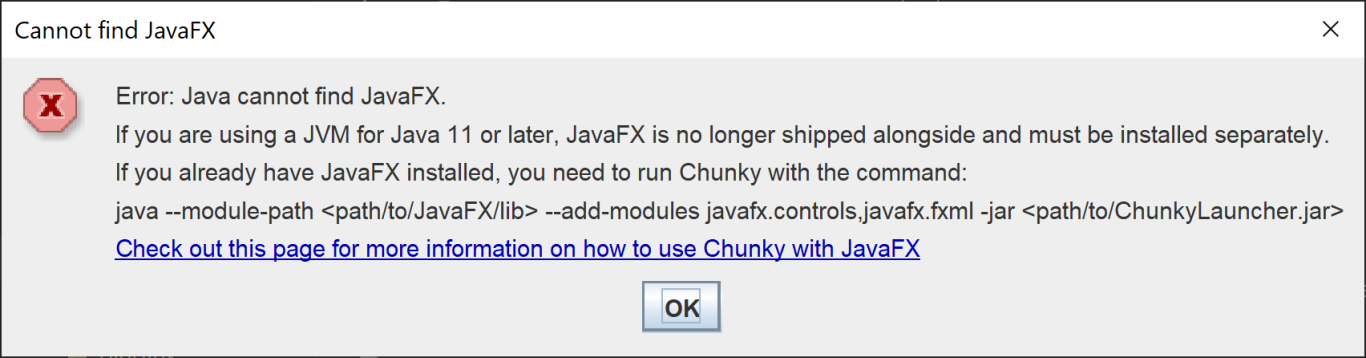 Cannot find JavaFX
Error: Java cannot find JavaFX.
If you are using a JVM for Java 11 or later, JavaFX is no longer shipped alongside and must be installed separately.
If you already have JavaFX installed, you need to run Chunky with the command:
java --module-path <path/to/JavaFX/lib> --add-modules javafx.controls,javafx.fxml -jar <path/to/ChunkyLauncher.jar>
Check out this page for more information on how to use Chunky with JavaFX
OK